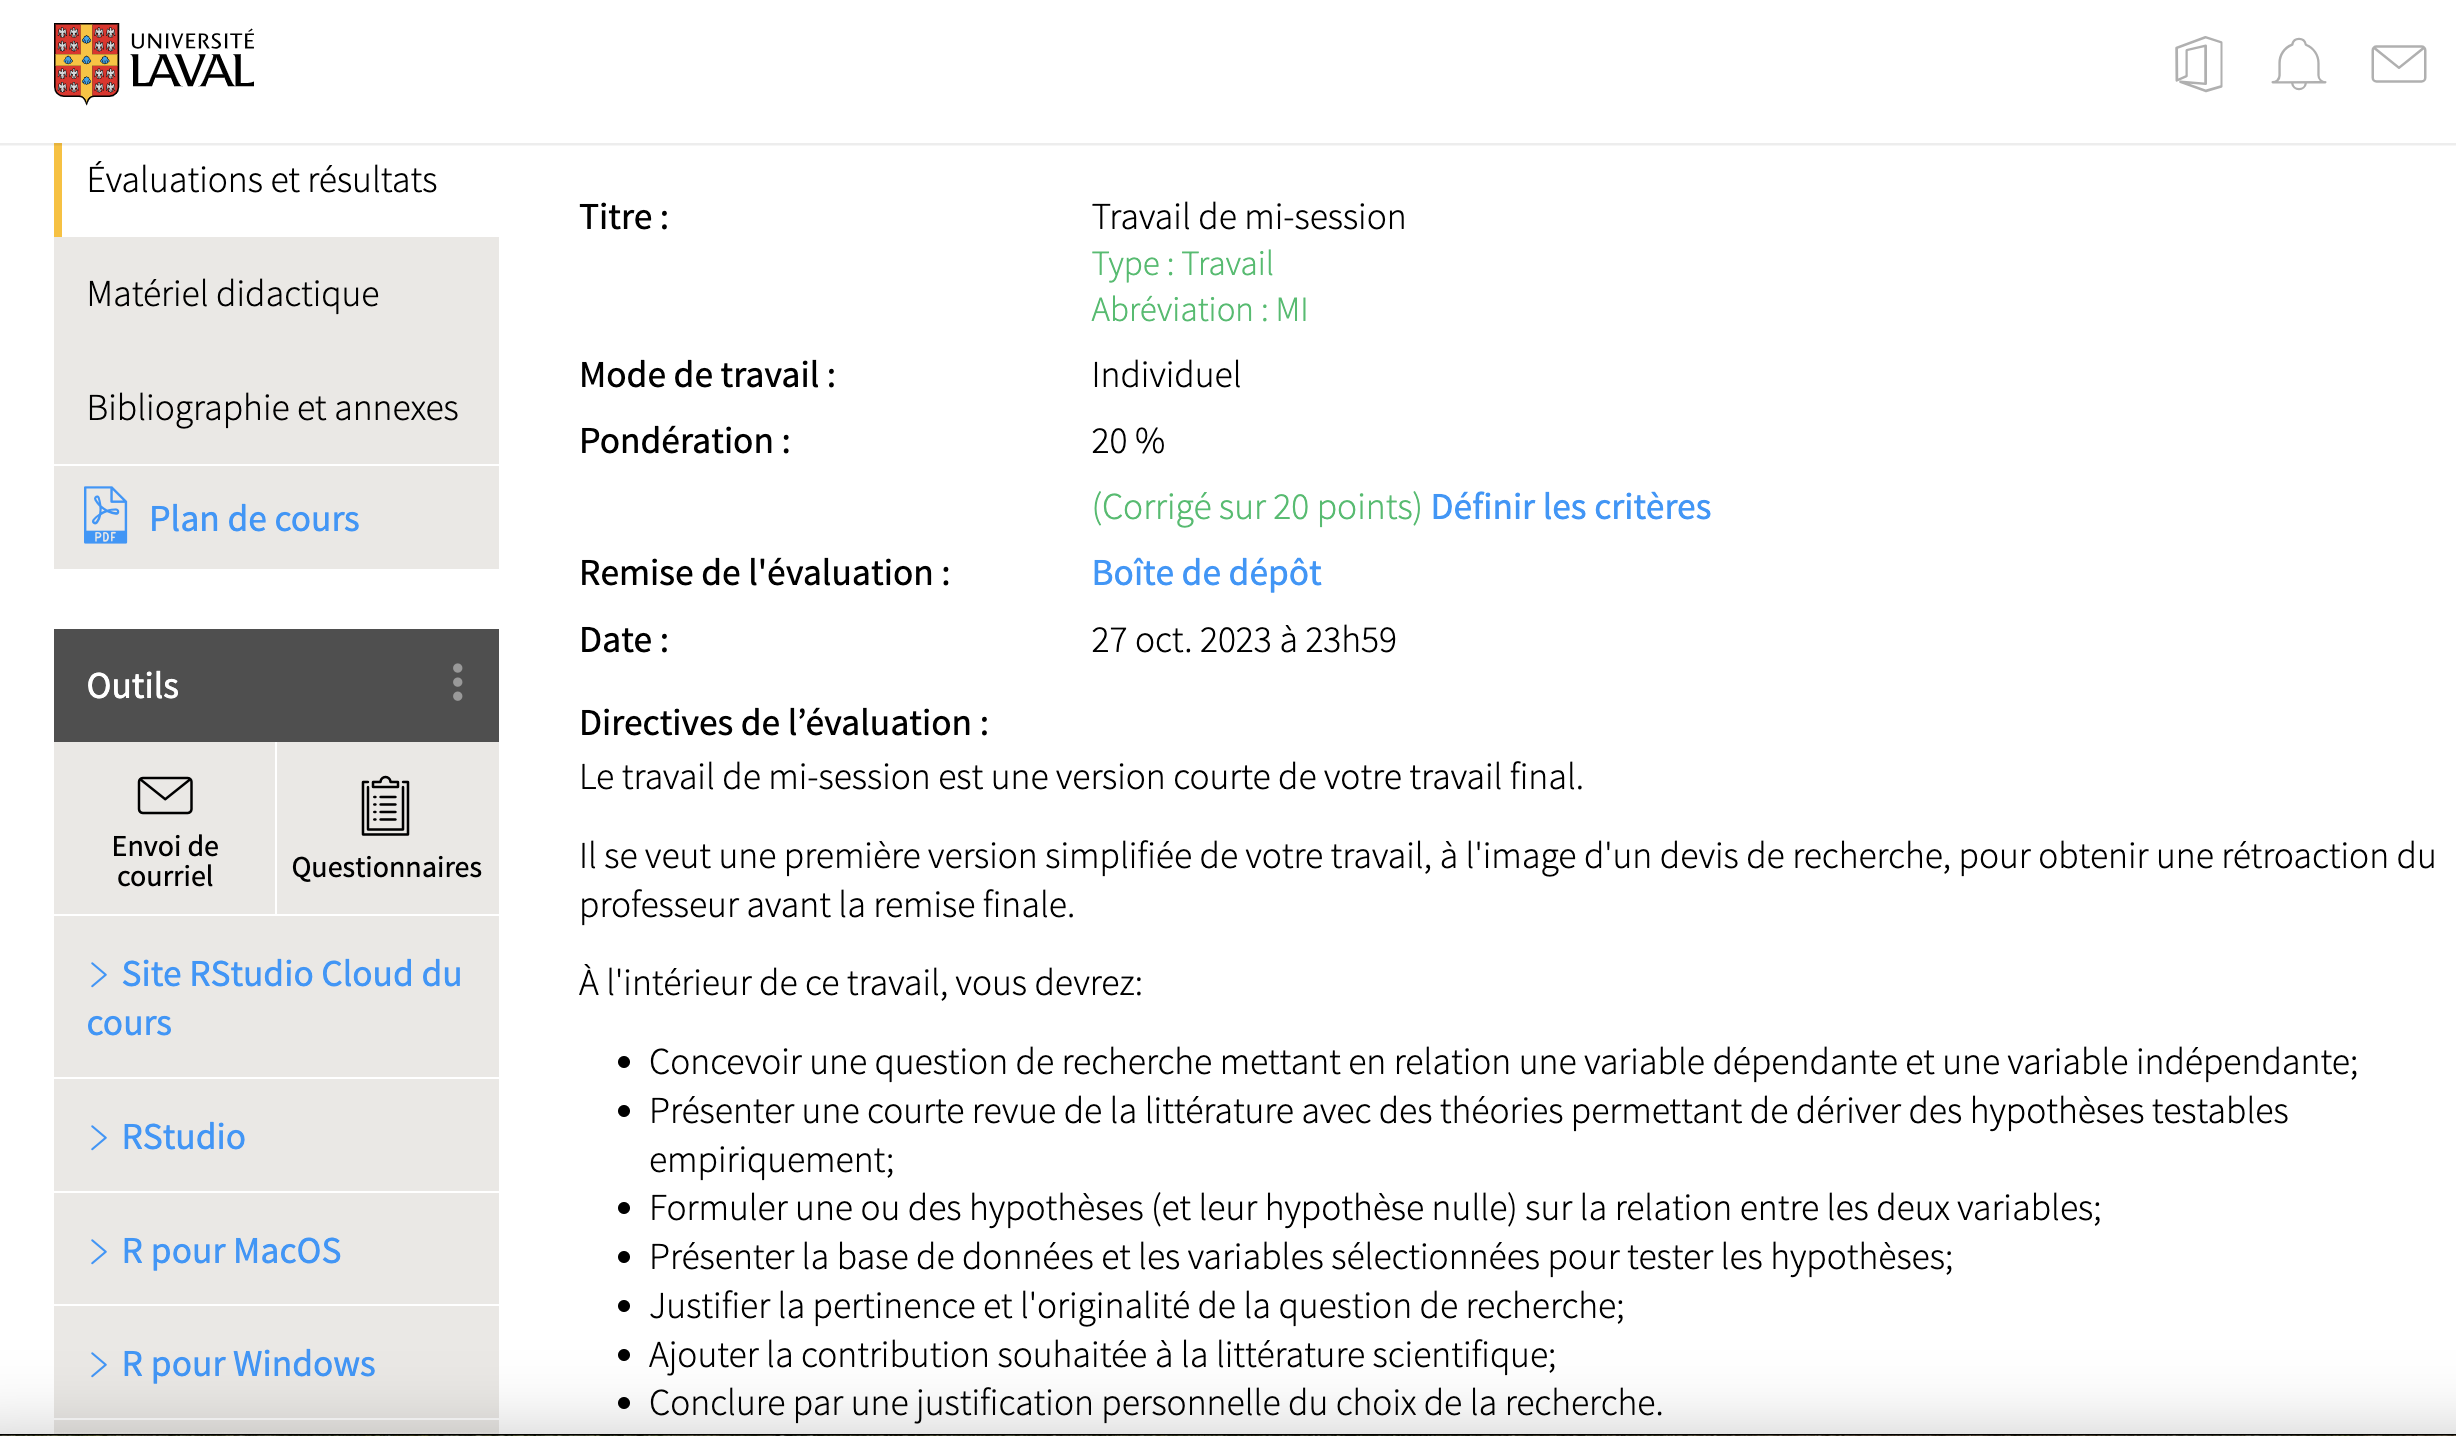 UNIVERSITÉ
LAVAL
Évaluations et résultats
Matériel didactique
Bibliographie et annexes
PDF
Plan de cours
Outils
Envoi de
courriel
Questionnaires
> Site RStudio Cloud du
cours
> RStudio
> R pour MacOS
> R pour Windows
Titre :
Travail de mi-session
Type : Travail
Abréviation : MI
Mode de travail :
Individuel
Pondération :
20 %
(Corrigé sur 20 points) Définir les critères
Remise de l'évaluation :
Boîte de dépôt
Date :
27 oct. 2023 à 23h59
Directives de l’évaluation :
Le travail de mi-session est une version courte de votre travail final.
Il se veut une première version simplifiée de votre travail, à l'image d'un devis de recherche, pour obtenir une rétroaction du
professeur avant la remise finale.
À l'intérieur de ce travail, vous devrez:
• Concevoir une question de recherche mettant en relation une variable dépendante et une variable indépendante;
• Présenter une courte revue de la littérature avec des théories permettant de dériver des hypothèses testables
empiriquement;
• Formuler une ou des hypothèses (et leur hypothèse nulle) sur la relation entre les deux variables;
• Présenter la base de données et les variables sélectionnées pour tester les hypothèses;
• Justifier la pertinence et l'originalité de la question de recherche;
• Ajouter la contribution souhaitée à la littérature scientifique;
• Conclure par une justification personnelle du choix de la recherche.